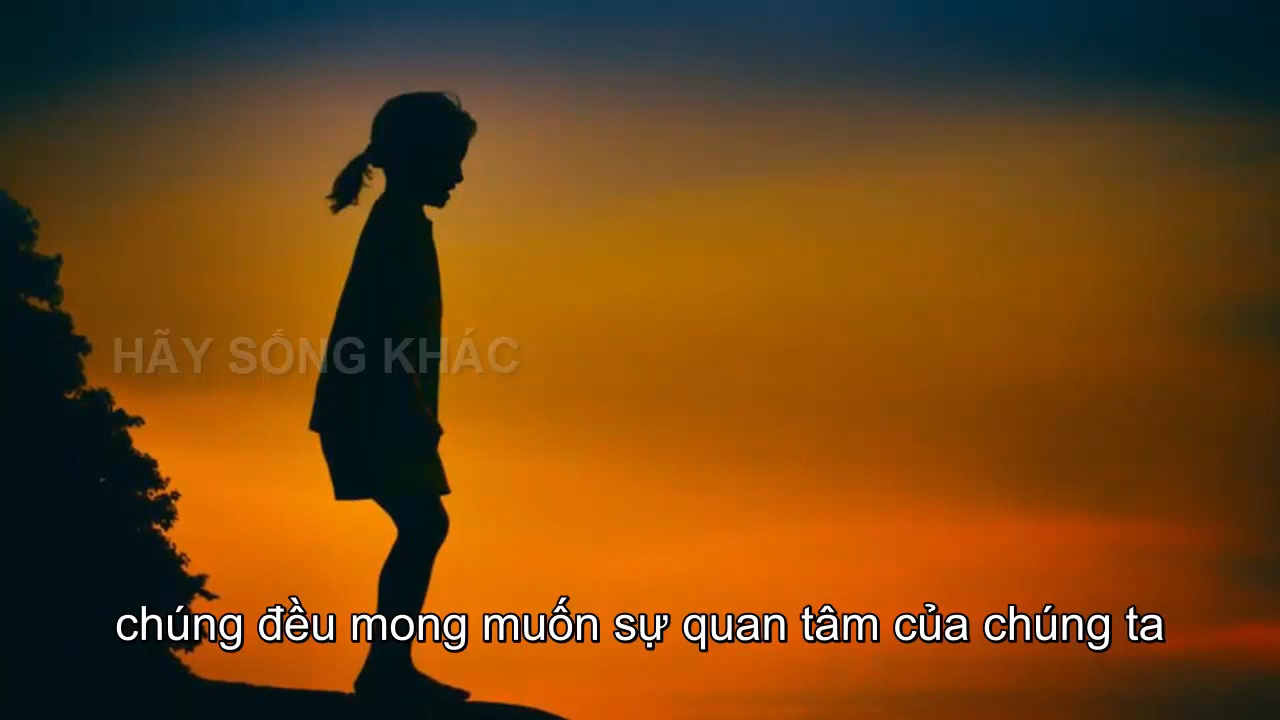 HÃY SỐNG KHÁC
chúng đều mong muốn sự quan tâm của chúng ta